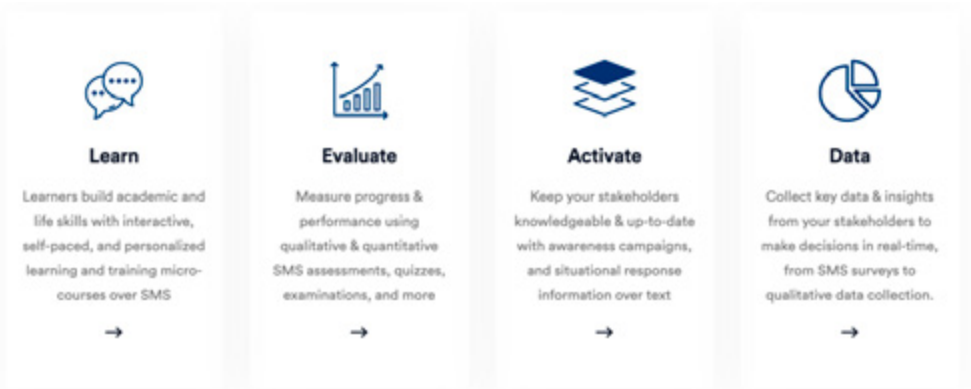 Learn
Learners build academic and
life skills with interactive,
self-paced, and personalized
learning and training micro-
courses over SMS
→
Evaluate
Measure progress &
performance using
qualitative & quantitative
SMS assessments, quizzes,
examinations, and more
→
Activate
Keep your stakeholders
knowledgeable & up-to-date
with awareness campaigns,
and situational response
information over text
→
Data
Collect key data & insights
from your stakeholders to
make decisions in real-time,
from SMS surveys to
qualitative data collection.
→